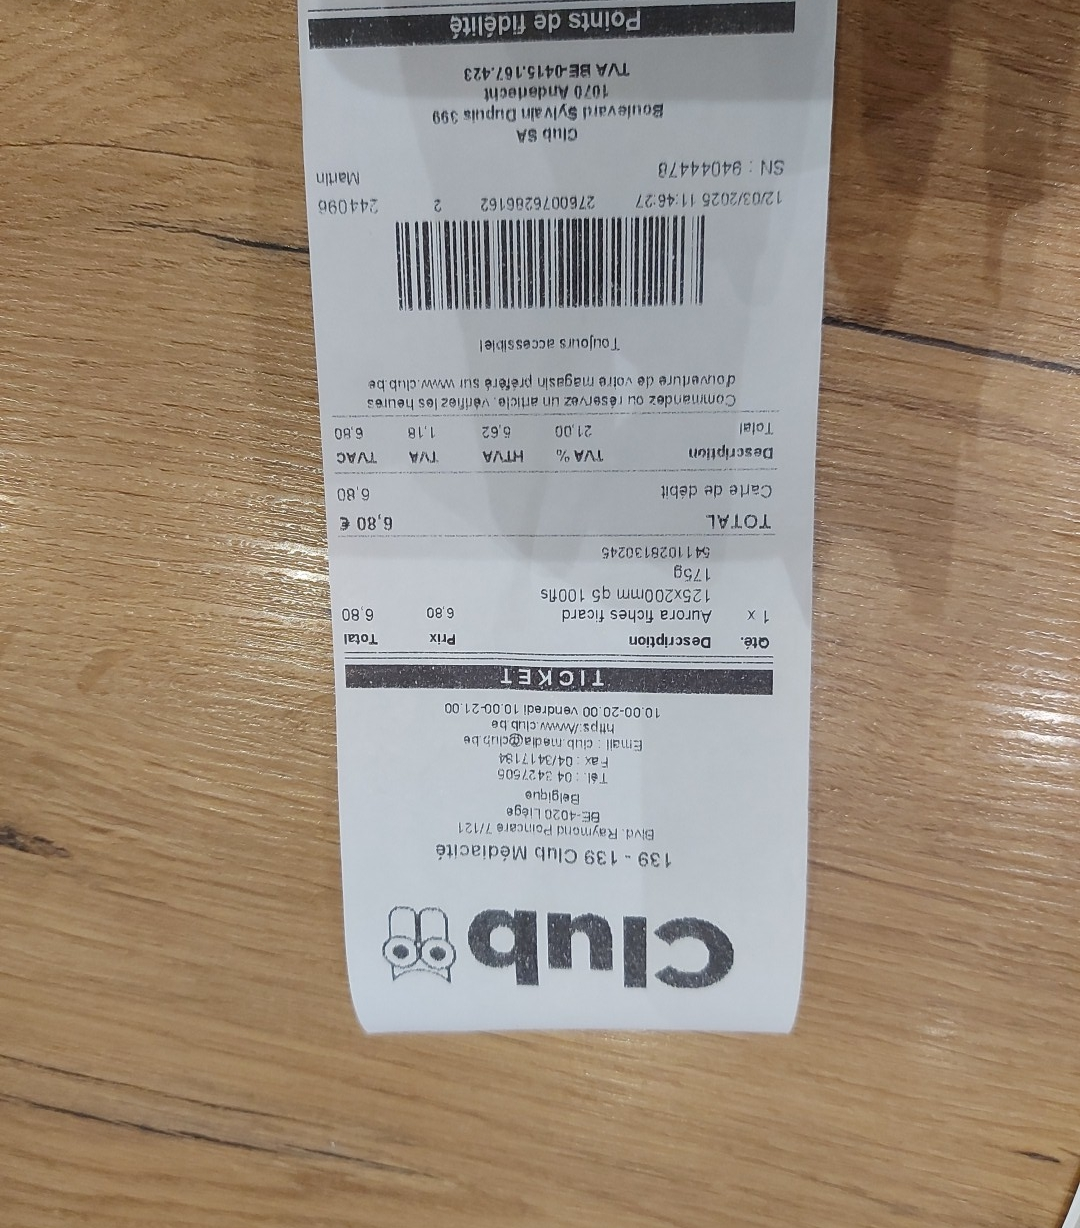 Club
139 - 139 Club Médiacité
Blvd. Raymond Poincaré 7/121
BE-4020 Liège
Belgique
Tél. : 04 3427505
Fax : 04/3417184
Email : club.media@club.be
https:/www.club.be
10.00-20.00 vendredi 10.00-21.00
TICKET
Qté. Description Prix Total
1 x Aurora fiches ficard 6,80 6,80
125x200mm q5 100fls
175g
5411028130245
TOTAL 6,80 €
Carte de débit 6,80
Description TVA % HTVA TVA TVAC
Total 21,00 5,62 1,18 6,80
Commandez ou réservez un article, vérifiez les heures
d'ouverture de votre magasin préféré sur www.club.be
Toujours accessible!
12/03/2025 11:46:27 2760076286162 2 244096
SN : 94044478 Martin
Club SA
Boulevard Sylvain Dupuis 399
1070 Anderlecht
TVA BE-0415.167.423
Points de fidélité